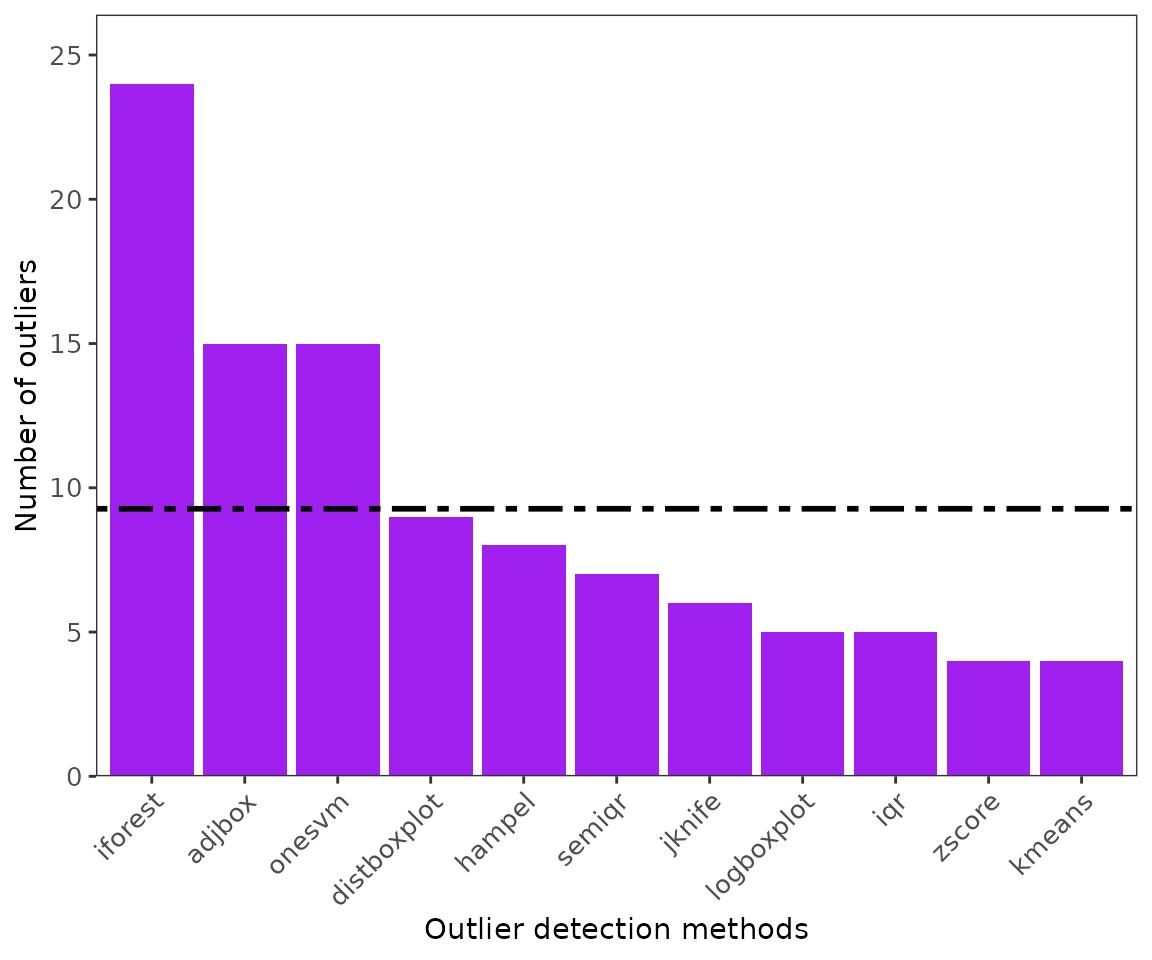 Number of outliers
25
20
15
10
5
0
iforest
adjbox
onesvm
distboxplot
hampel
semiqr
jknife
logboxplot
iqr
zscore
kmeans
Outlier detection methods